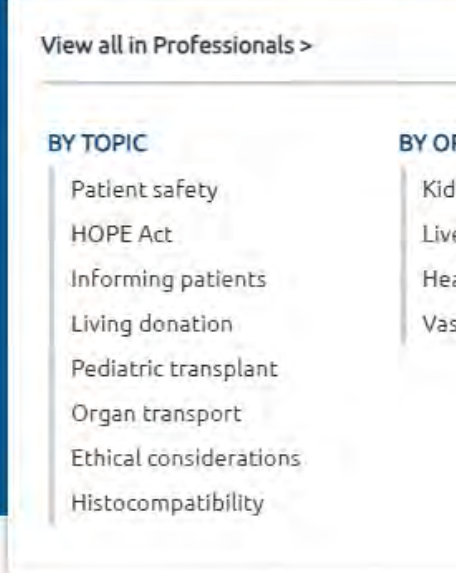 View all in Professionals >
BY TOPIC
Patient safety
HOPE Act
Informing patients
Living donation
Pediatric transplant
Organ transport
Ethical considerations
Histocompatibility
BY